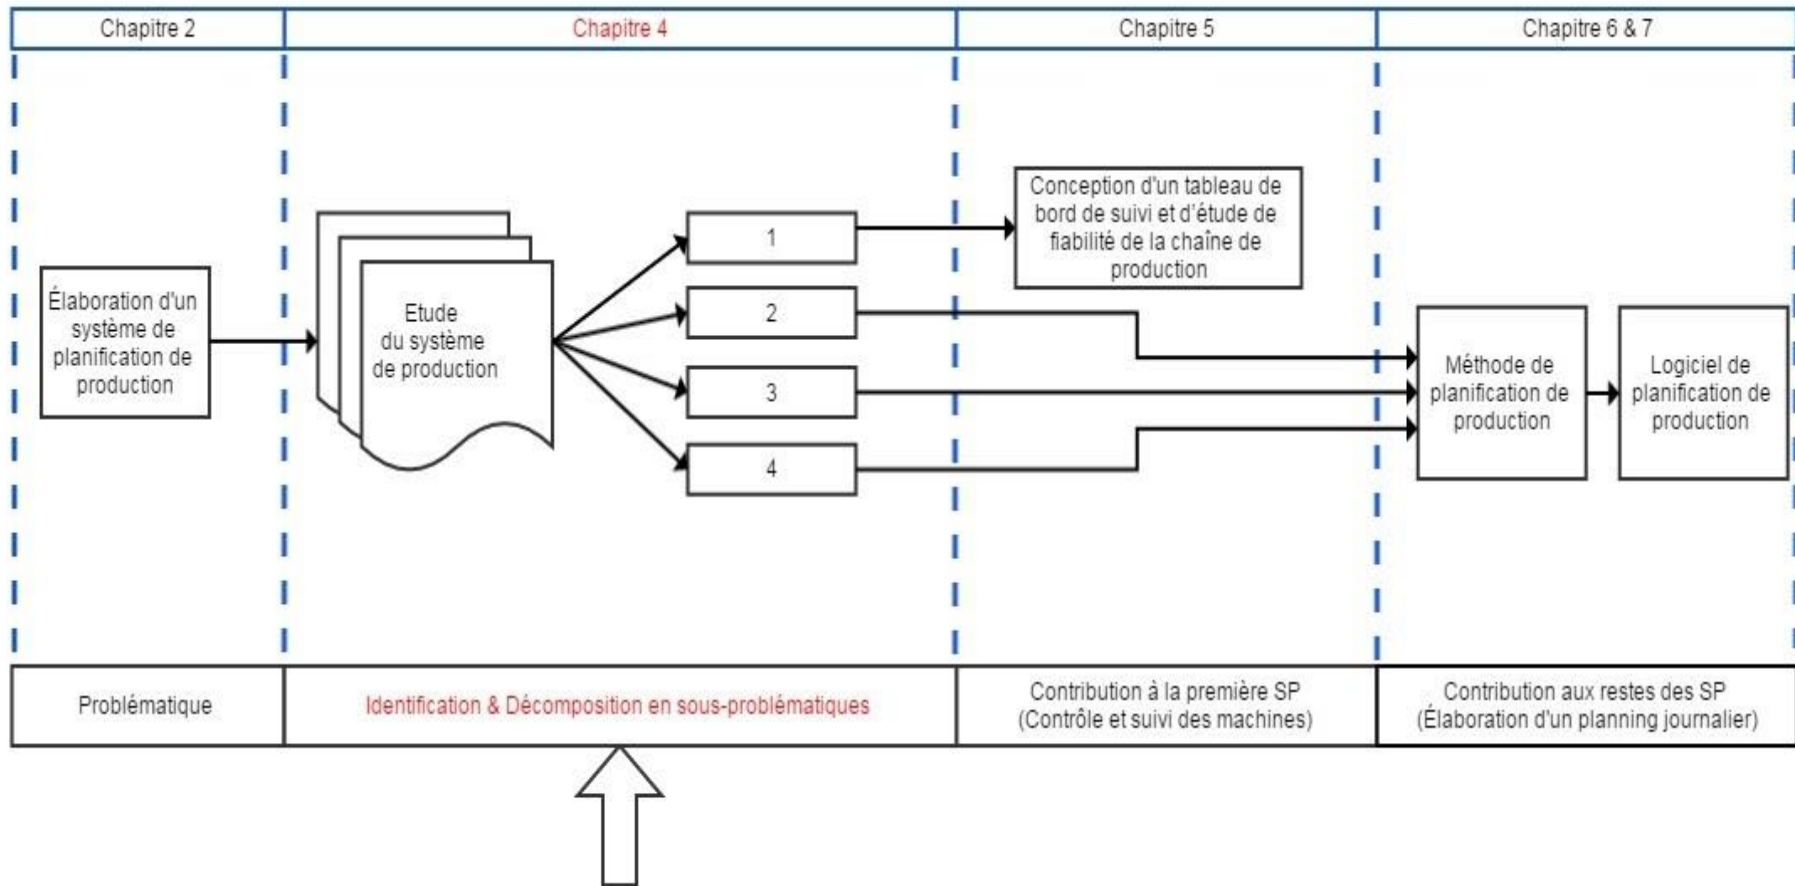 Chapitre 2
Chapitre 4
Chapitre 5
Chapitre 6 & 7
Élaboration d'un
système de
planification de
production
Etude
du système
de production
1
2
3
4
Conception d'un tableau de
bord de suivi et d'étude de
fiabilité de la chaîne de
production
Méthode de
planification de
production
Logiciel de
planification de
production
Problématique
Identification & Décomposition en sous-problématiques
Contribution à la première SP
(Contrôle et suivi des machines)
Contribution aux restes des SP
(Élaboration d'un planning journalier)